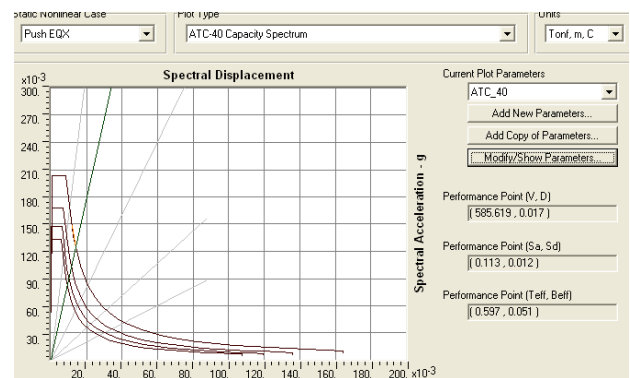 Static Nonlinear Case
Plot Type
Units
Push EQX
ATC-40 Capacity Spectrum
Tonf, m, C
x10-3
Spectral Displacement
Current Plot Parameters
ATC_40
Add New Parameters...
Add Copy of Parameters...
Modify/Show Parameters...
Performance Point (V, D)
( 585.619 , 0.017 )
Performance Point (Sa, Sd)
( 0.113 , 0.012 )
Performance Point (Teff, Beff)
( 0.597 , 0.051 )
Spectral Acceleration - g
300.
270.
240.
210.
180.
150.
120.
90.
60.
30.
20. 40. 60. 80. 100. 120. 140. 160. 180. 200. x10-3